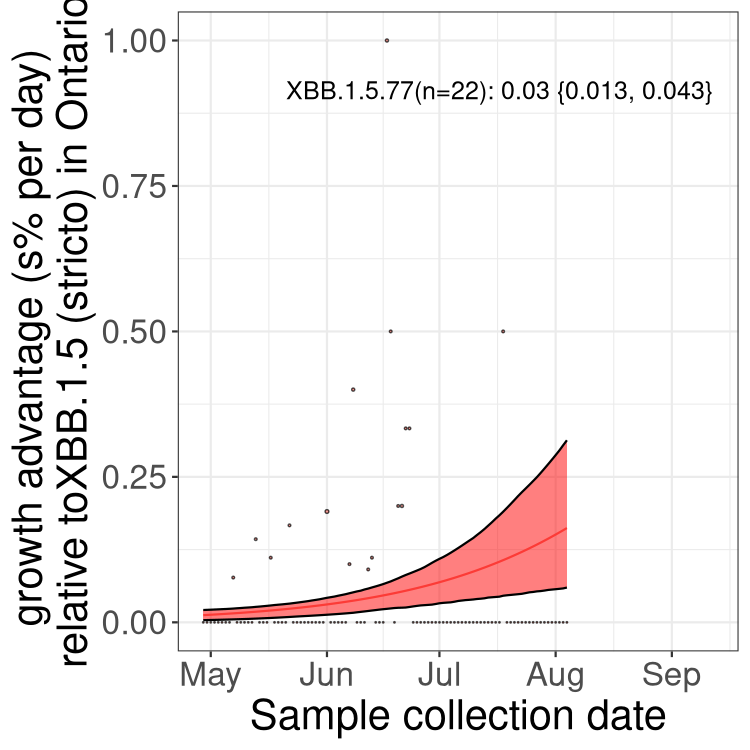 growth advantage (s% per day)
relative toXBB.1.5 (stricto) in Ontario
1.00
0.75
0.50
0.25
0.00
XBB.1.5.77(n=22): 0.03 {0.013, 0.043}
May Jun Jul Aug Sep
Sample collection date